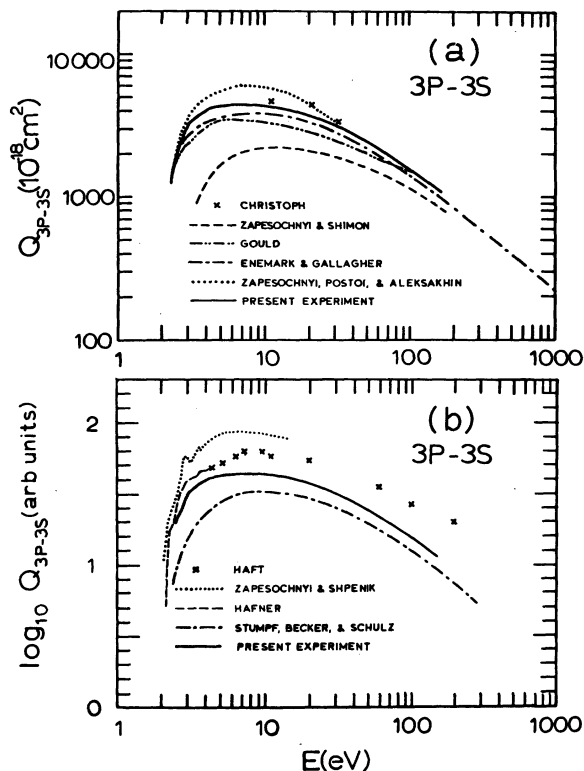 (a)
3P-3S
10000
1000
100
Q3P-3S(10-18cm2)
× CHRISTOPH
ZAPESOCHNYI & SHIMON
GOULD
ENEMARK & GALLAGHER
ZAPESOCHNYI, POSTOI, & ALEKSAKHIN
PRESENT EXPERIMENT
1 10 100 1000
(b)
3P-3S
2
1
0
log10 Q3P-3S(arb units)
× HAFT
ZAPESOCHNYI & SHPENIK
HAFNER
STUMPF, BECKER, & SCHULZ
PRESENT EXPERIMENT
1 10 100 1000
E(eV)